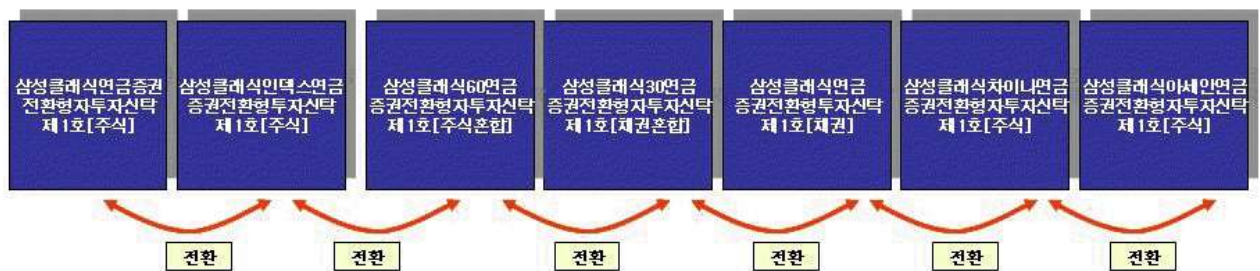 삼성클래식연금증권
전환형자투자신탁
제1호[주식]
삼성클래식인덱스연금
증권전환형자투자신탁
제1호[주식]
삼성클래식60연금
증권전환형자투자신탁
제1호[주식혼합]
삼성클래식30연금
증권전환형자투자신탁
제1호[채권혼합]
삼성클래식연금
증권전환형자투자신탁
제1호[채권]
삼성클래식차이나연금
증권전환형자투자신탁
제1호[주식]
삼성클래식아세안연금
증권전환형자투자신탁
제1호[주식]
전환
전환
전환
전환
전환
전환